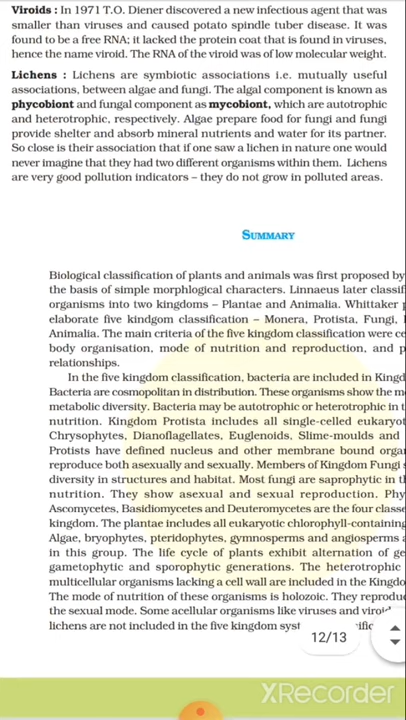 Viroids : In 1971 T.O. Diener discovered a new infectious agent that was
smaller than viruses and caused potato spindle tuber disease. It was
found to be a free RNA; it lacked the protein coat that is found in viruses,
hence the name viroid. The RNA of the viroid was of low molecular weight.
Lichens : Lichens are symbiotic associations i.e. mutually useful
associations, between algae and fungi. The algal component is known as
phycobiont and fungal component as mycobiont, which are autotrophic
and heterotrophic, respectively. Algae prepare food for fungi and fungi
provide shelter and absorb mineral nutrients and water for its partner.
So close is their association that if one saw a lichen in nature one would
never imagine that they had two different organisms within them. Lichens
are very good pollution indicators – they do not grow in polluted areas.
SUMMARY
Biological classification of plants and animals was first proposed by
the basis of simple morphlogical characters. Linnaeus later classif
organisms into two kingdoms – Plantae and Animalia. Whittaker
elaborate five kindgom classification – Monera, Protista, Fungi,
Animalia. The main criteria of the five kingdom classification were ce
body organisation, mode of nutrition and reproduction, and p
relationships.
In the five kingdom classification, bacteria are included in Kingd
Bacteria are cosmopolitan in distribution. These organisms show the m
metabolic diversity. Bacteria may be autotrophic or heterotrophic in t
nutrition. Kingdom Protista includes all single-celled eukaryot
Chrysophytes, Dianoflagellates, Euglenoids, Slime-moulds and
Protists have defined nucleus and other membrane bound orga
reproduce both asexually and sexually. Members of Kingdom Fungi s
diversity in structures and habitat. Most fungi are saprophytic in th
nutrition. They show asexual and sexual reproduction. Phy
Ascomycetes, Basidiomycetes and Deuteromycetes are the four classe
kingdom. The plantae includes all eukaryotic chlorophyll-containing
Algae, bryophytes, pteridophytes, gymnosperms and angiosperms a
in this group. The life cycle of plants exhibit alternation of ge
gametophytic and sporophytic generations. The heterotrophic
multicellular organisms lacking a cell wall are included in the Kingdo
The mode of nutrition of these organisms is holozoic. They reproduc
the sexual mode. Some acellular organisms like viruses and viroid
lichens are not included in the five kingdom syst
12/13
XRecorder